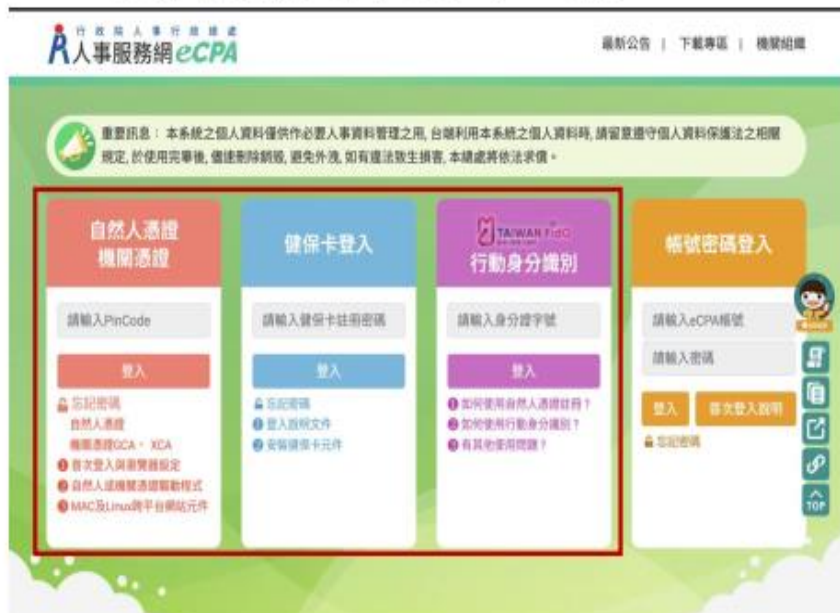 行政院人事行政總處
人事服務網eCPA
最新公告 | 下載專區 | 機關組織
重要訊息： 本系統之個人資料僅供作必要人事資料管理之用, 台端利用本系統之個人資料時, 請留意遵守個人資料保護法之相關
規定, 於使用完畢後, 儘速刪除銷毀, 避免外洩, 如有違法致生損害, 本總處將依法求償。
自然人憑證
機關憑證
請輸入PinCode
登入
忘記密碼
自然人憑證
機關憑證GCA、 XCA
❶ 首次登入與瀏覽器設定
❷ 自然人或機關憑證驅動程式
❸ MAC及Linux跨平台網站元件
健保卡登入
請輸入健保卡註冊密碼
登入
忘記密碼
❶ 登入說明文件
❷ 安裝健保卡元件
TAIWAN FidO
行動身分識別
請輸入身分證字號
登入
❶ 如何使用自然人憑證註冊？
❷ 如何使用行動身分識別？
❸ 有其他使用問題？
帳號密碼登入
請輸入eCPA帳號
請輸入密碼
登入
首次登入說明
忘記密碼
TOP